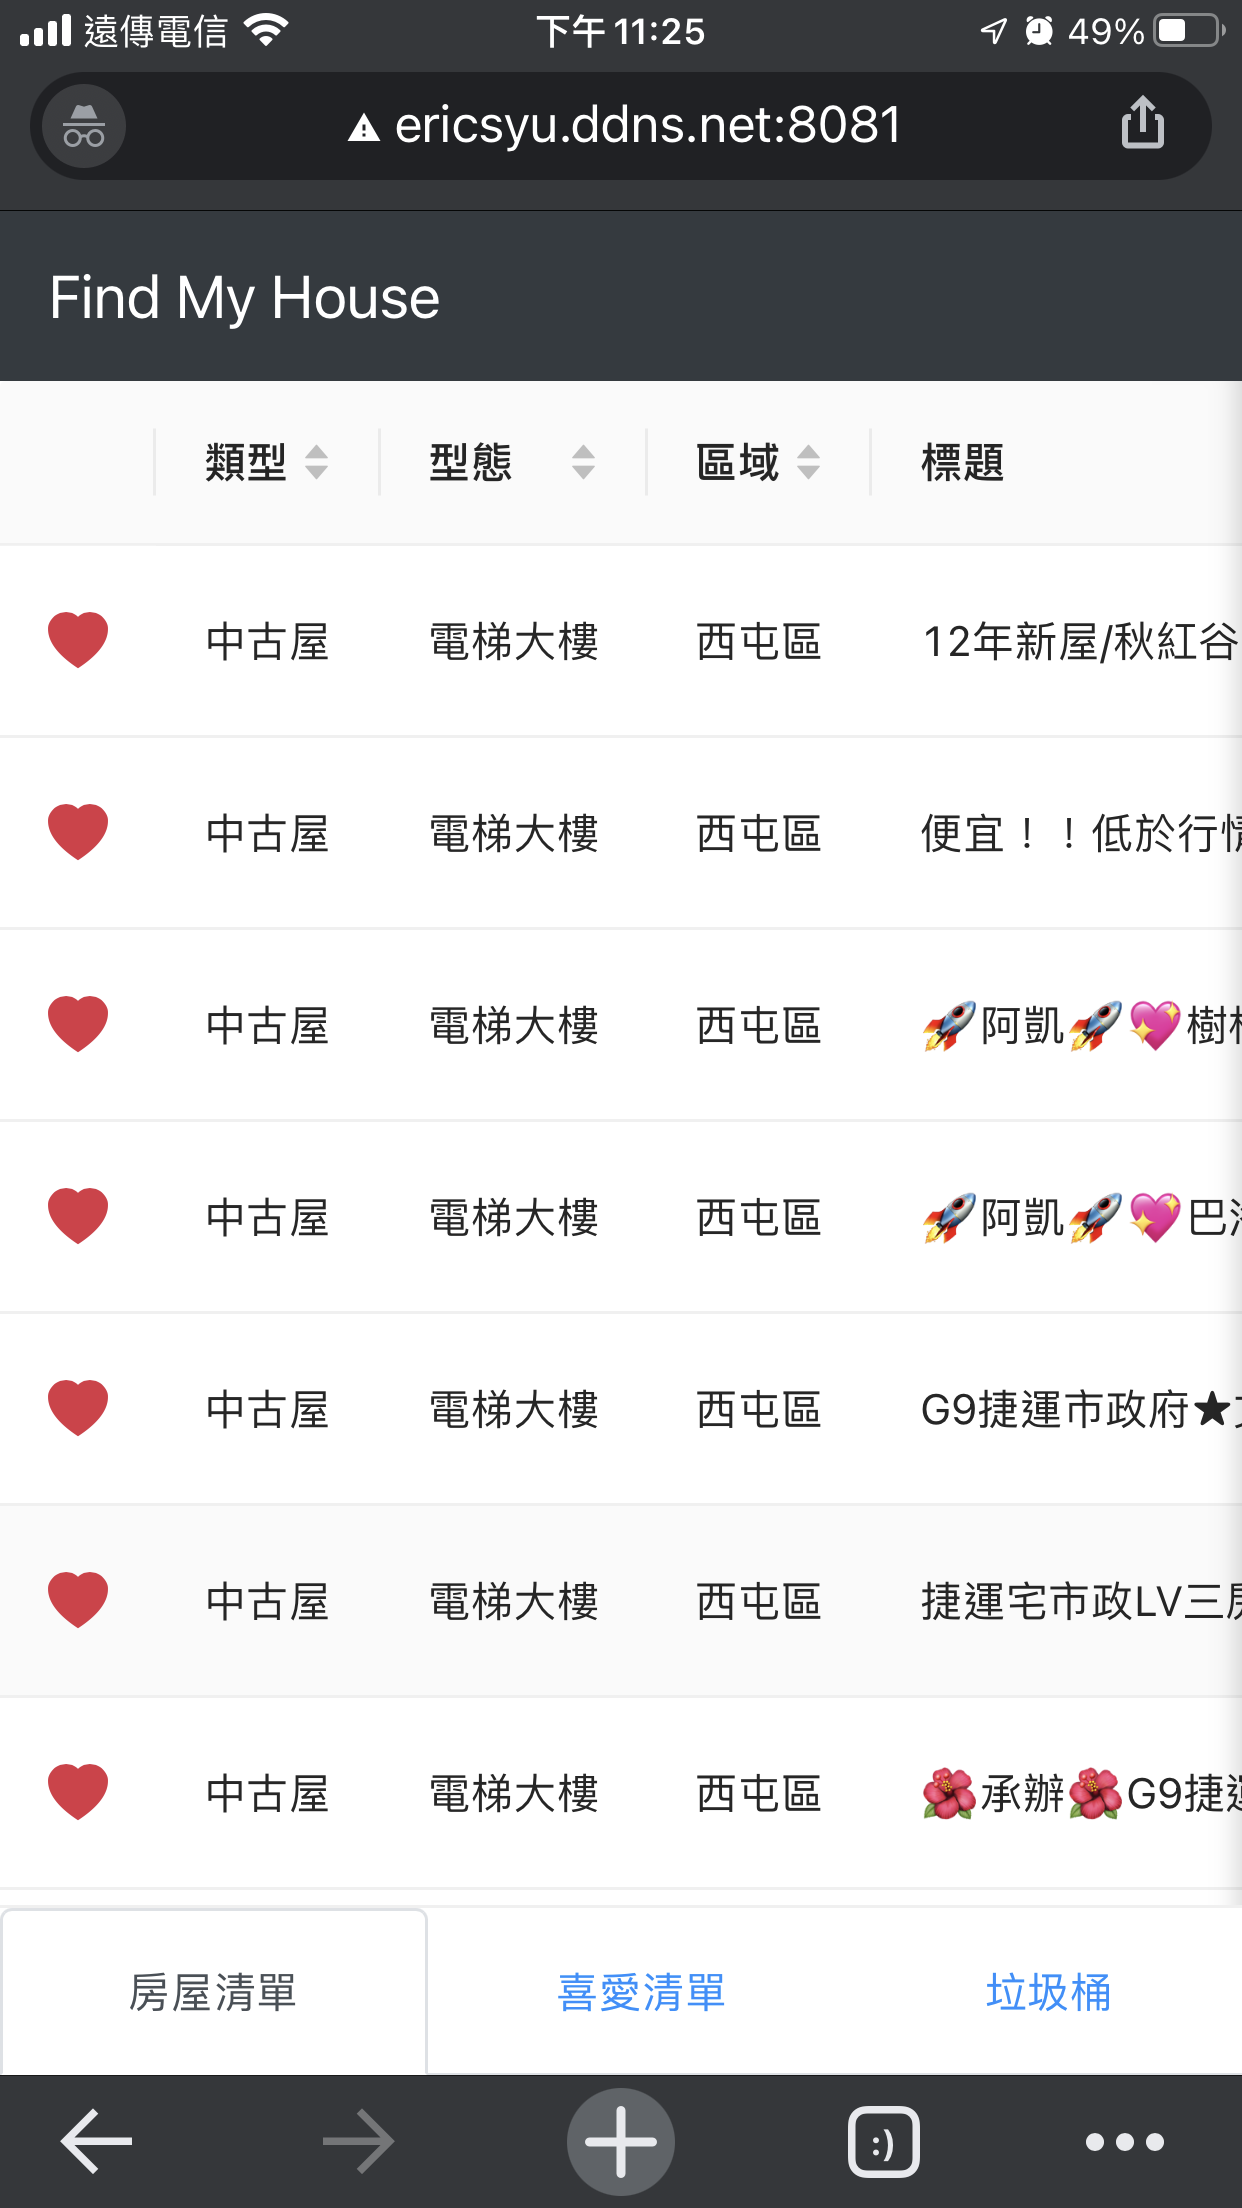 遠傳電信 下午 11:25 49%
ericsyu.ddns.net:8081
Find My House
類型 型態 區域 標題
中古屋 電梯大樓 西屯區 12年新屋/秋紅谷
中古屋 電梯大樓 西屯區 便宜！！低於行情
中古屋 電梯大樓 西屯區 🚀阿凱🚀💖樹
中古屋 電梯大樓 西屯區 🚀阿凱🚀💖巴
中古屋 電梯大樓 西屯區 G9捷運市政府★
中古屋 電梯大樓 西屯區 捷運宅市政LV三房
中古屋 電梯大樓 西屯區 🌺承辦🌺G9捷運
房屋清單 喜愛清單 垃圾桶
:)